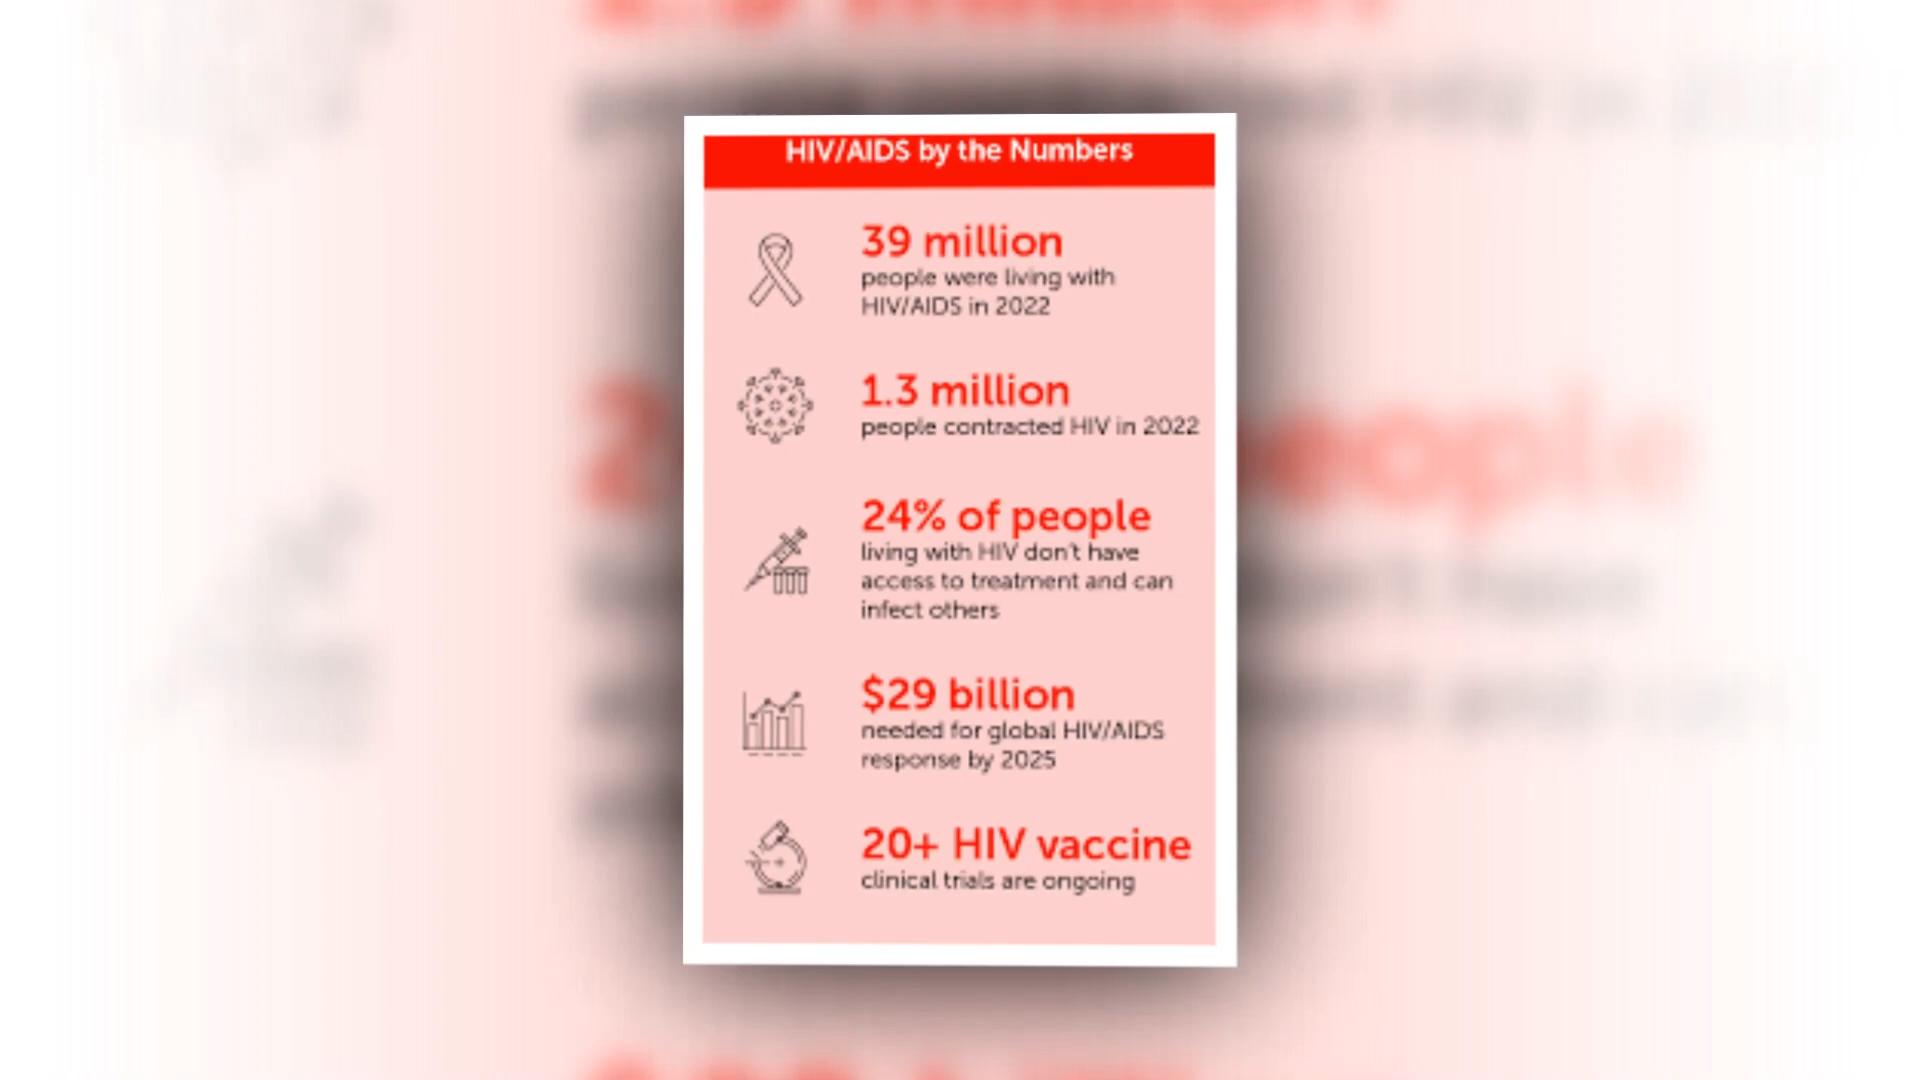 HIV/AIDS by the Numbers
39 million
people were living with
HIV/AIDS in 2022
1.3 million
people contracted HIV in 2022
24% of people
living with HIV don't have
access to treatment and can
infect others
$29 billion
needed for global HIV/AIDS
response by 2025
20+ HIV vaccine
clinical trials are ongoing